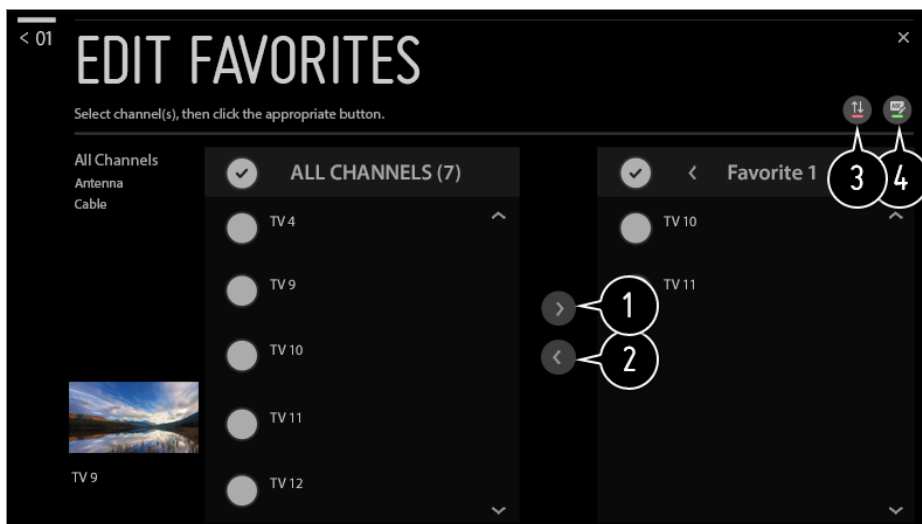 < 01
EDIT FAVORITES
Select channel(s), then click the appropriate button.
3
4
All Channels
Antenna
Cable
ALL CHANNELS (7)
TV 4
TV 9
TV 10
TV 11
TV 12
1
2
Favorite 1
TV 10
TV 11
TV 9